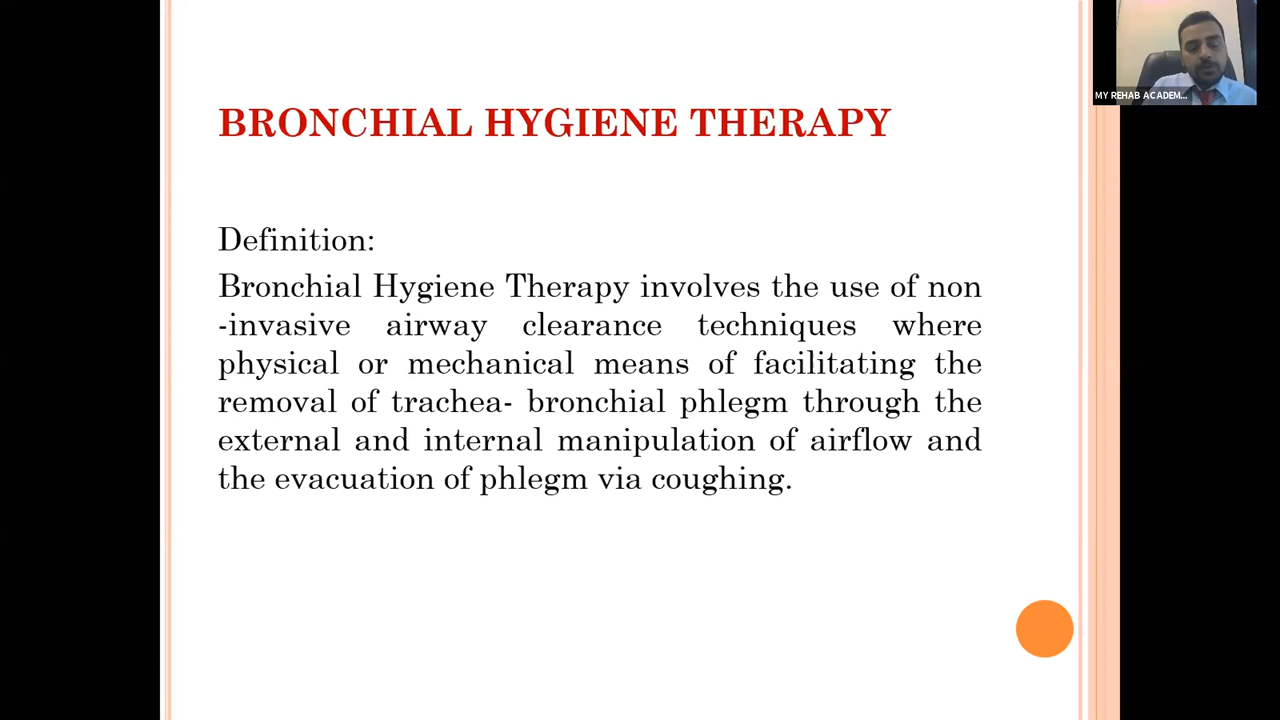 BRONCHIAL HYGIENE THERAPY
Definition:
Bronchial Hygiene Therapy involves the use of non
-invasive airway clearance techniques where
physical or mechanical means of facilitating the
removal of trachea- bronchial phlegm through the
external and internal manipulation of airflow and
the evacuation of phlegm via coughing.
MY REHAB ACADEM...